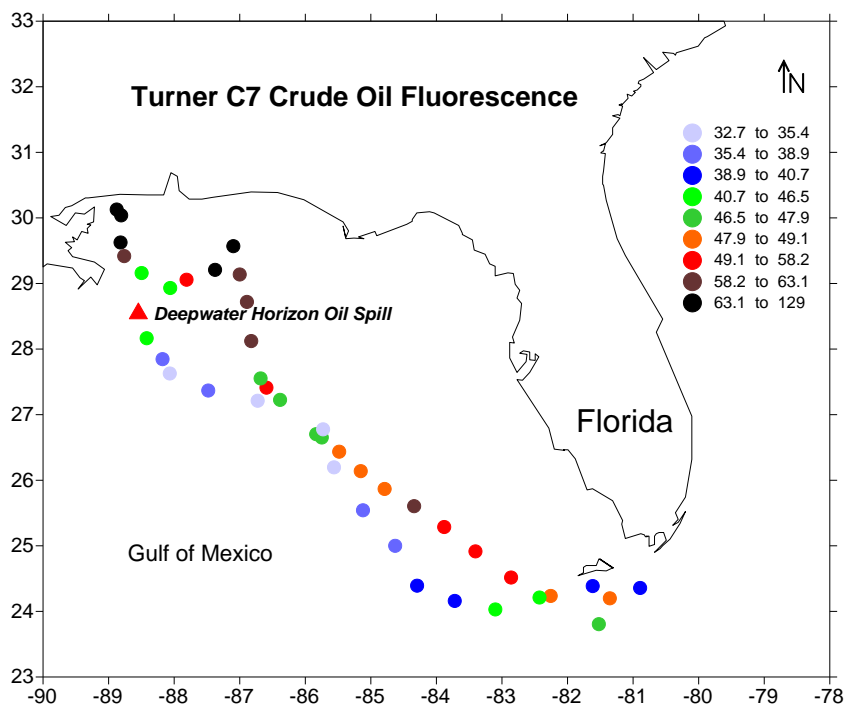 33
32
31
30
29
28
27
26
25
24
23
Turner C7 Crude Oil Fluorescence
N
32.7 to 35.4
35.4 to 38.9
38.9 to 40.7
40.7 to 46.5
46.5 to 47.9
47.9 to 49.1
49.1 to 58.2
58.2 to 63.1
63.1 to 129
Deepwater Horizon Oil Spill
Florida
Gulf of Mexico
-90 -89 -88 -87 -86 -85 -84 -83 -82 -81 -80 -79 -78